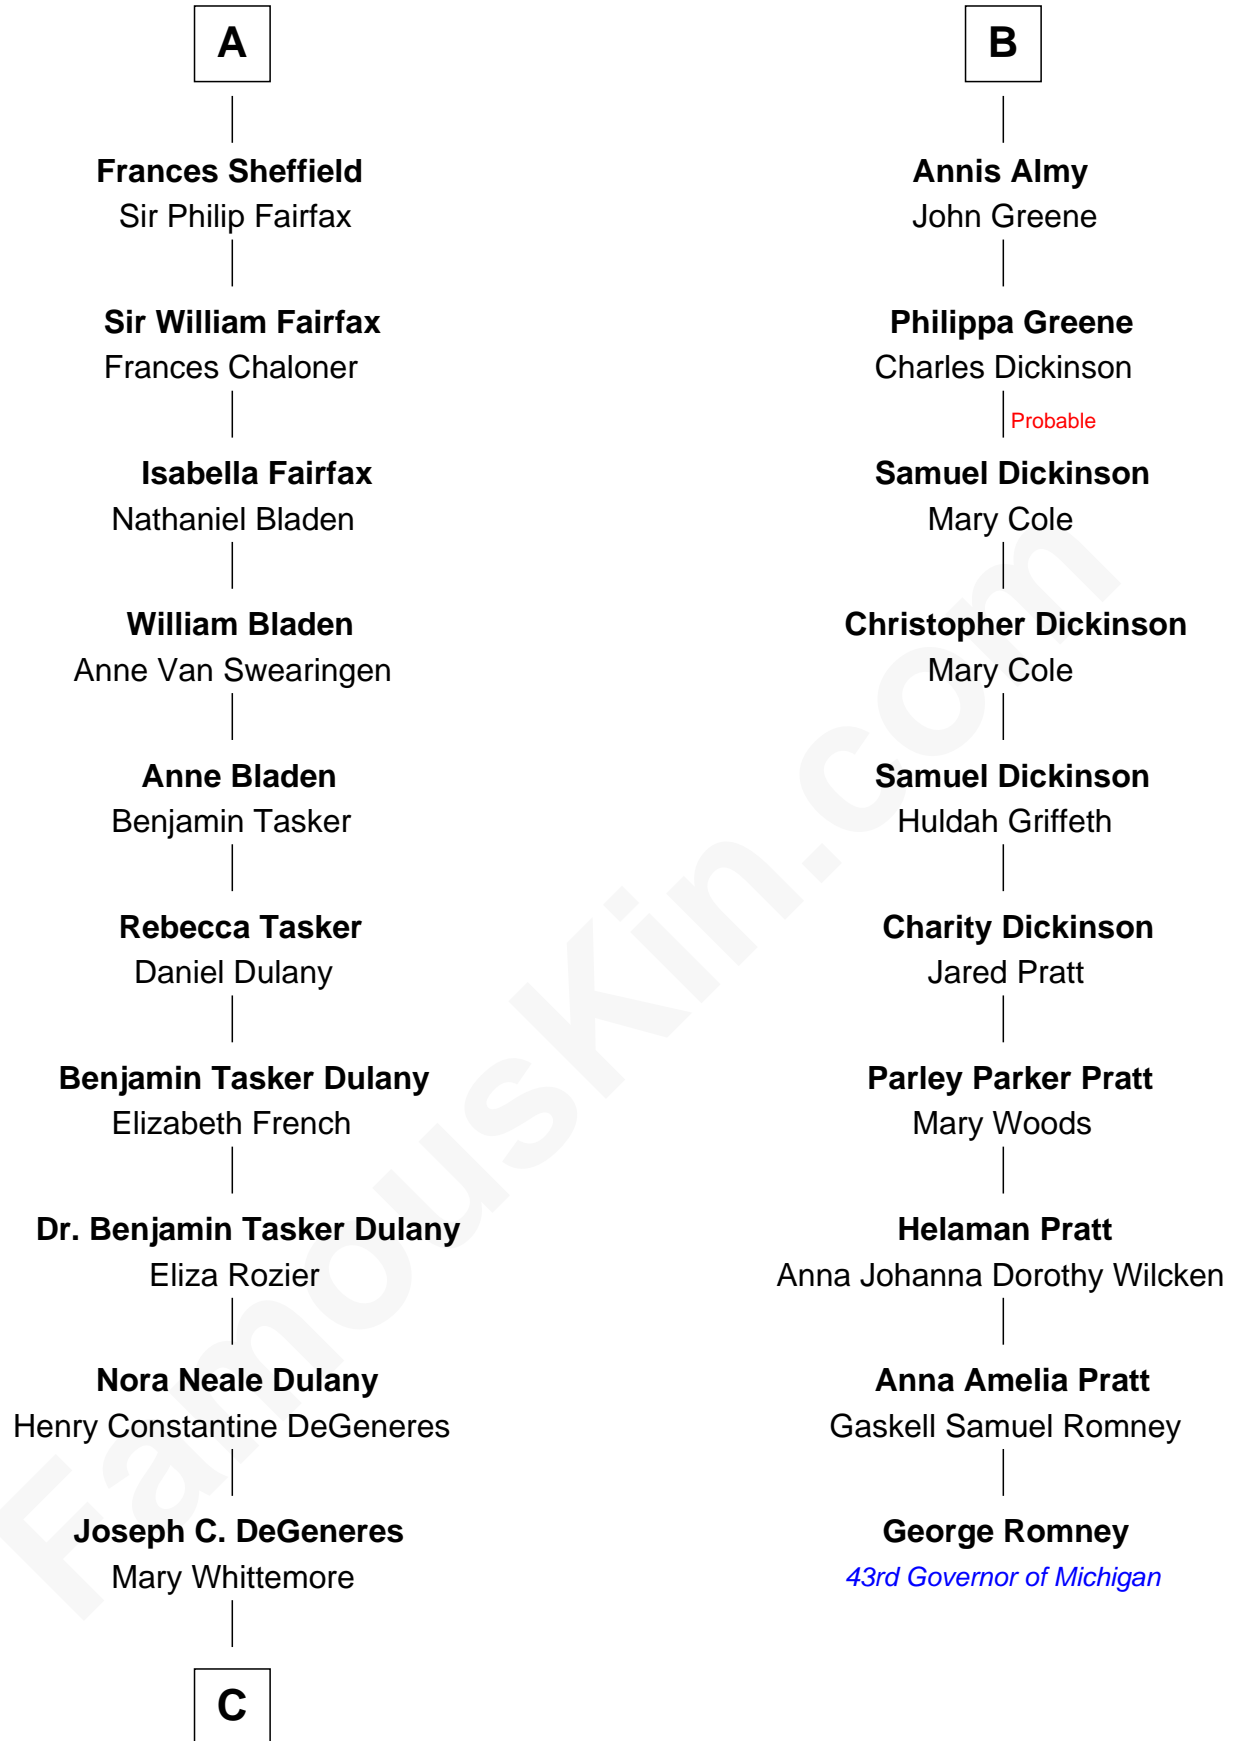 A
Frances Sheffield
Sir Philip Fairfax
Sir William Fairfax
Frances Chaloner
Isabella Fairfax
Nathaniel Bladen
William Bladen
Anne Van Swearingen
Anne Bladen
Benjamin Tasker
Rebecca Tasker
Daniel Dulany
Benjamin Tasker Dulany
Elizabeth French
Dr. Benjamin Tasker Dulany
Eliza Rozier
Nora Neale Dulany
Henry Constantine DeGeneres
Joseph C. DeGeneres
Mary Whittemore
C
B
Annis Almy
John Greene
Philippa Greene
Charles Dickinson
Probable
Samuel Dickinson
Mary Cole
Christopher Dickinson
Mary Cole
Samuel Dickinson
Huldah Griffeth
Charity Dickinson
Jared Pratt
Parley Parker Pratt
Mary Woods
Helaman Pratt
Anna Johanna Dorothy Wilcken
Anna Amelia Pratt
Gaskell Samuel Romney
George Romney
43rd Governor of Michigan
FamousKin.com